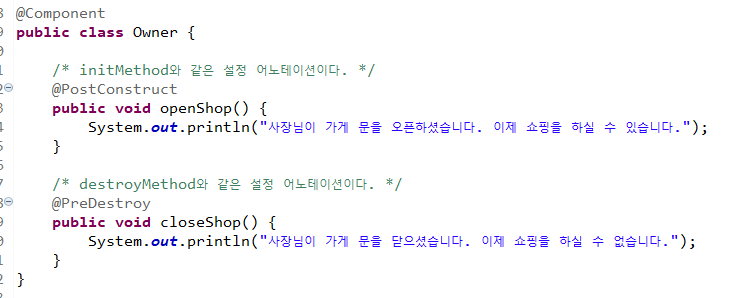 8 @Component
9 public class Owner {
0
1 /* initMethod와 같은 설정 어노테이션이다. */
2 @PostConstruct
3 public void openShop() {
4 System.out.println("사장님이 가게 문을 오픈하셨습니다. 이제 쇼핑을 하실 수 있습니다.");
5 }
6
7 /* destroyMethod와 같은 설정 어노테이션이다. */
8 @PreDestroy
9 public void closeShop() {
0 System.out.println("사장님이 가게 문을 닫으셨습니다. 이제 쇼핑을 하실 수 없습니다.");
1 }
2 }